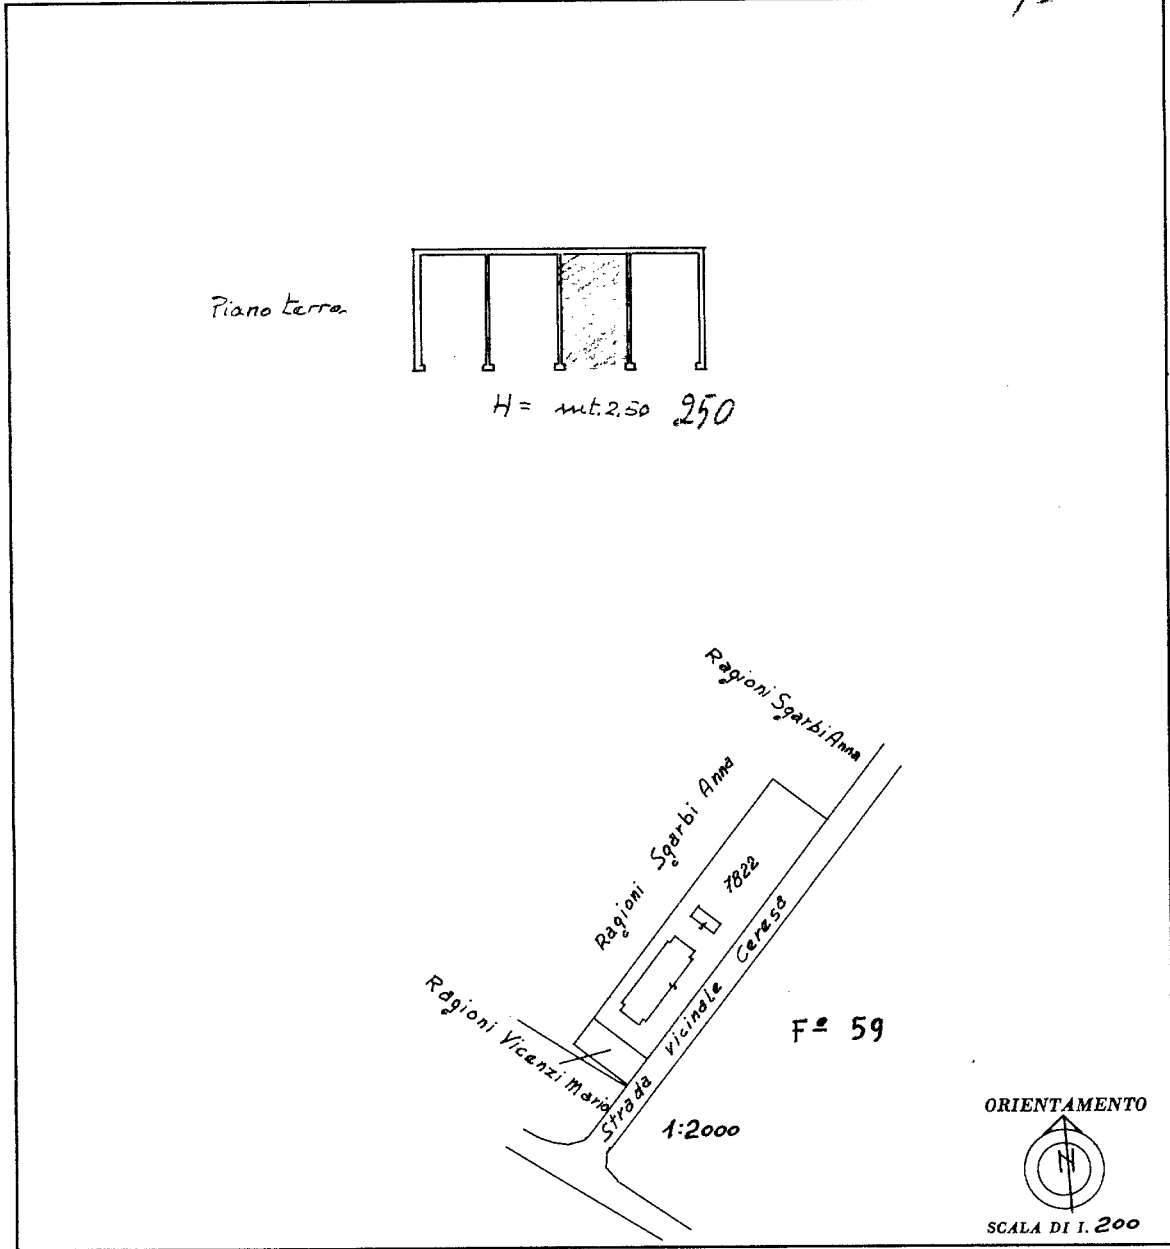 Piano terra
H = mt. 2.50 250
Ragioni Sgarbi Anna
Ragioni Sgarbi Anna
7822
Ragioni Vicenzi Mario
Strada vicinale Ceresa
Fº 59
1:2000
ORIENTAMENTO
N
SCALA DI 1. 200